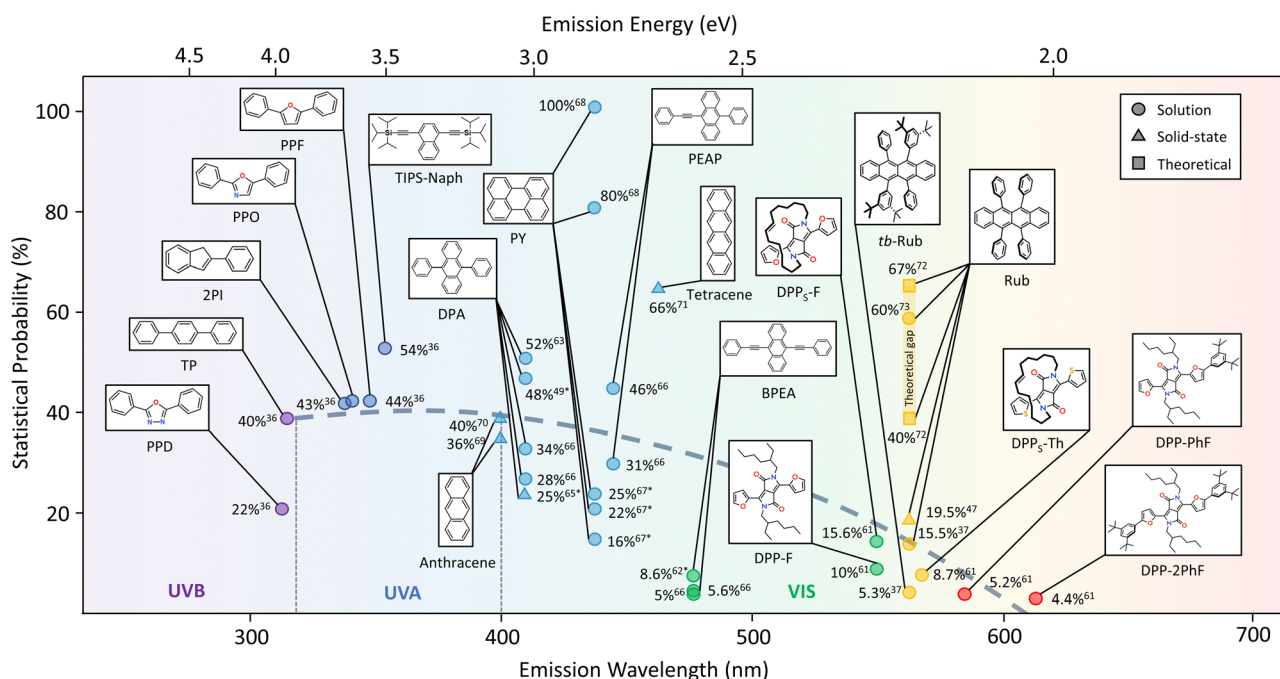 Emission Energy (eV)
4.5 4.0 3.5 3.0 2.5 2.0
Statistical Probability (%)
100
80
60
40
20
PPF
PPO
2PI
TP
PPD
TIPS-Naph
Si
Si
O
O
N
O
N–N
DPA
PY
PEAP
Tetracene
BPEA
Anthracene
DPPS-F
DPP-F
tb-Rub
Rub
DPPS-Th
DPP-PhF
DPP-2PhF
Solution
Solid-state
Theoretical
Theoretical gap
22%36
40%36
43%36
44%36
54%36
40%70
36%69
52%63
48%49*
34%66
28%66
25%65*
100%68
80%68
25%67*
22%67*
16%67*
46%66
31%66
66%71
8.6%62*
5%66
5.6%66
15.6%61
10%61
67%72
60%73
40%72
19.5%47
15.5%37
5.3%37
8.7%61
5.2%61
4.4%61
UVB
UVA
VIS
300 400 500 600 700
Emission Wavelength (nm)